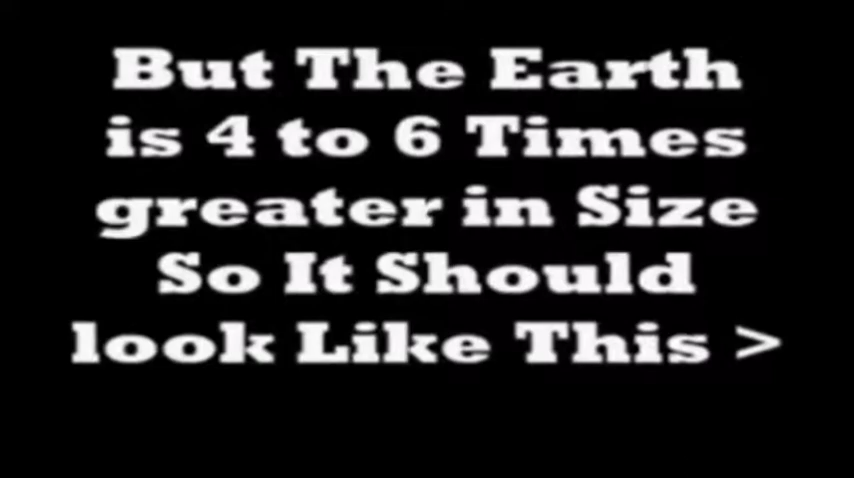 But The Earth
is 4 to 6 Times
greater in Size
So It Should
look Like This >